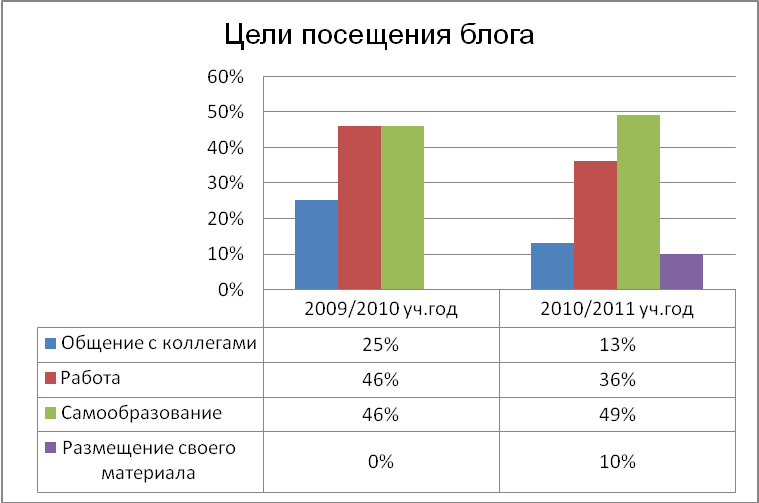 Цели посещения блога
60%
50%
40%
30%
20%
10%
0%
2009/2010 уч.год 2010/2011 уч.год
Общение с коллегами 25% 13%
Работа 46% 36%
Самообразование 46% 49%
Размещение своего
материала 0% 10%